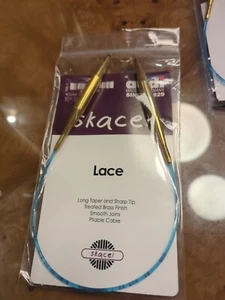 skacel
Lace
Long Taper and Sharp Tip
Treated Brass Finish
Smooth Joins
Pliable Cable
skacel